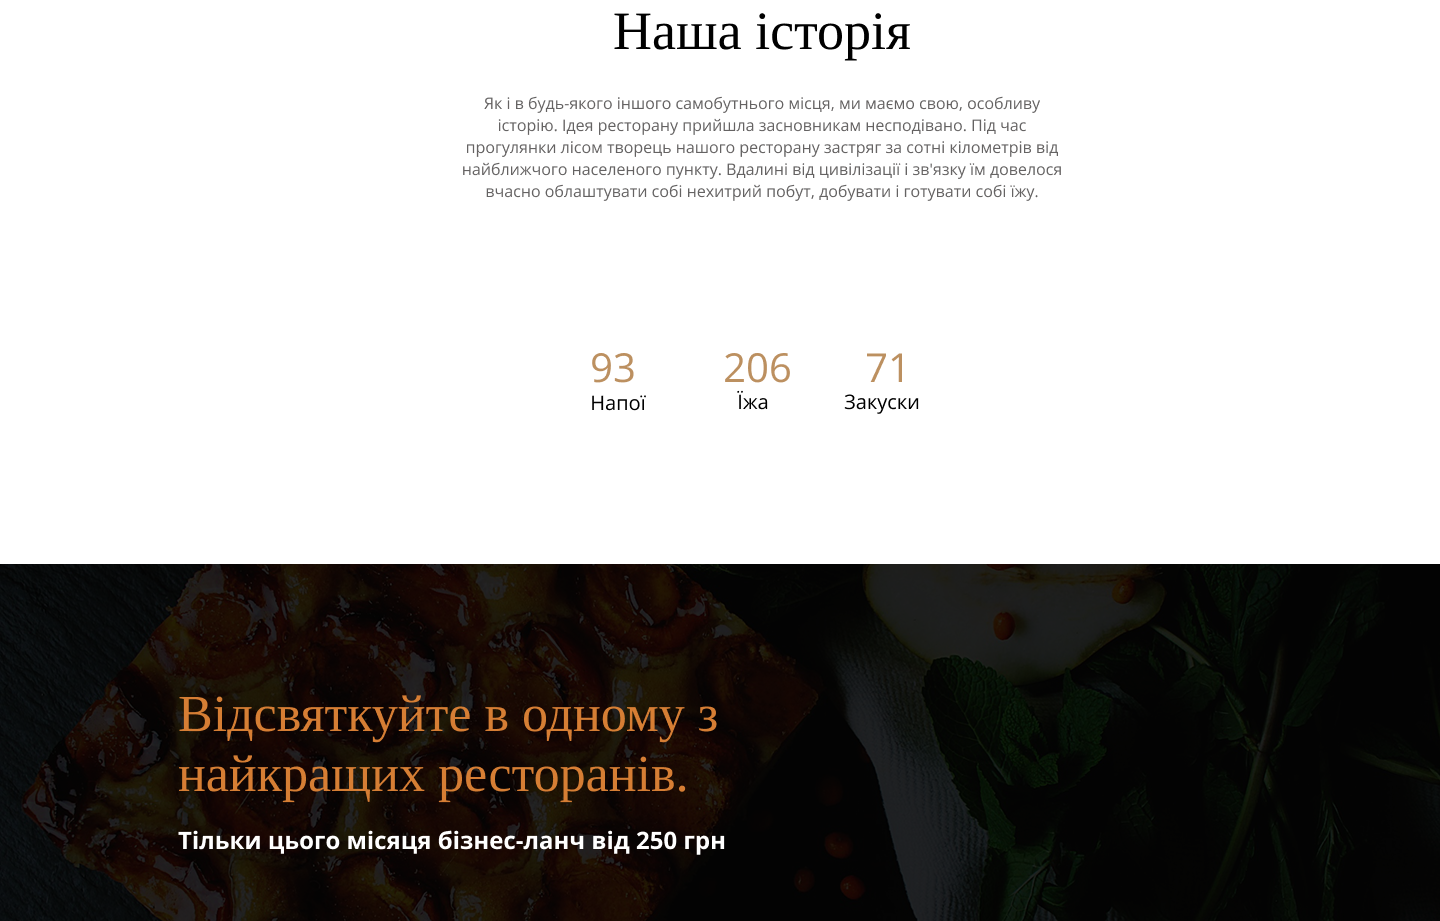 Наша історія
Як і в будь-якого іншого самобутнього місця, ми маємо свою, особливу
історію. Ідея ресторану прийшла засновникам несподівано. Під час
прогулянки лісом творець нашого ресторану застряг за сотні кілометрів від
найближчого населеного пункту. Вдалині від цивілізації і зв'язку їм довелося
вчасно облаштувати собі нехитрий побут, добувати і готувати собі їжу.
93 206 71
Напої Їжа Закуски
Відсвяткуйте в одному з
найкращих ресторанів.
Тільки цього місяця бізнес-ланч від 250 грн